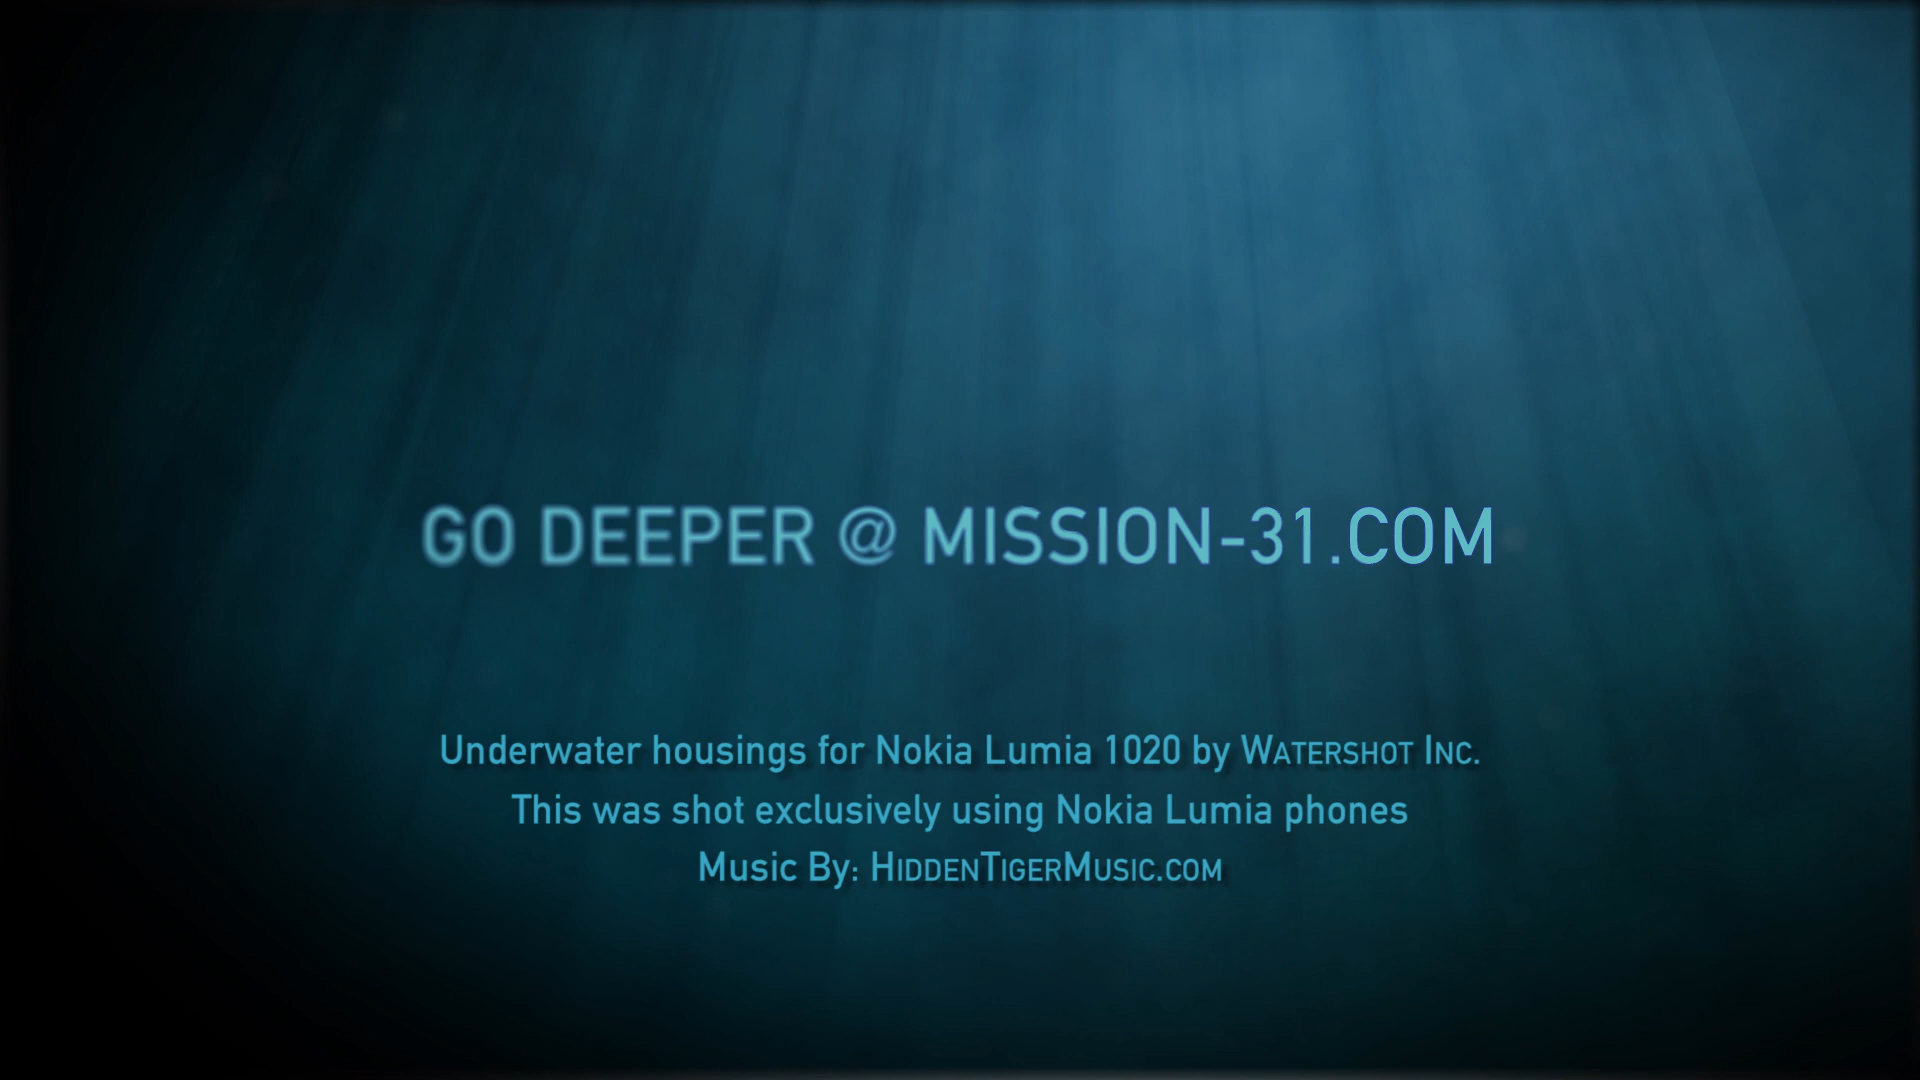 GO DEEPER @ MISSION-31.COM
Underwater housings for Nokia Lumia 1020 by Watershot Inc.
This was shot exclusively using Nokia Lumia phones
Music By: HiddenTigerMusic.com